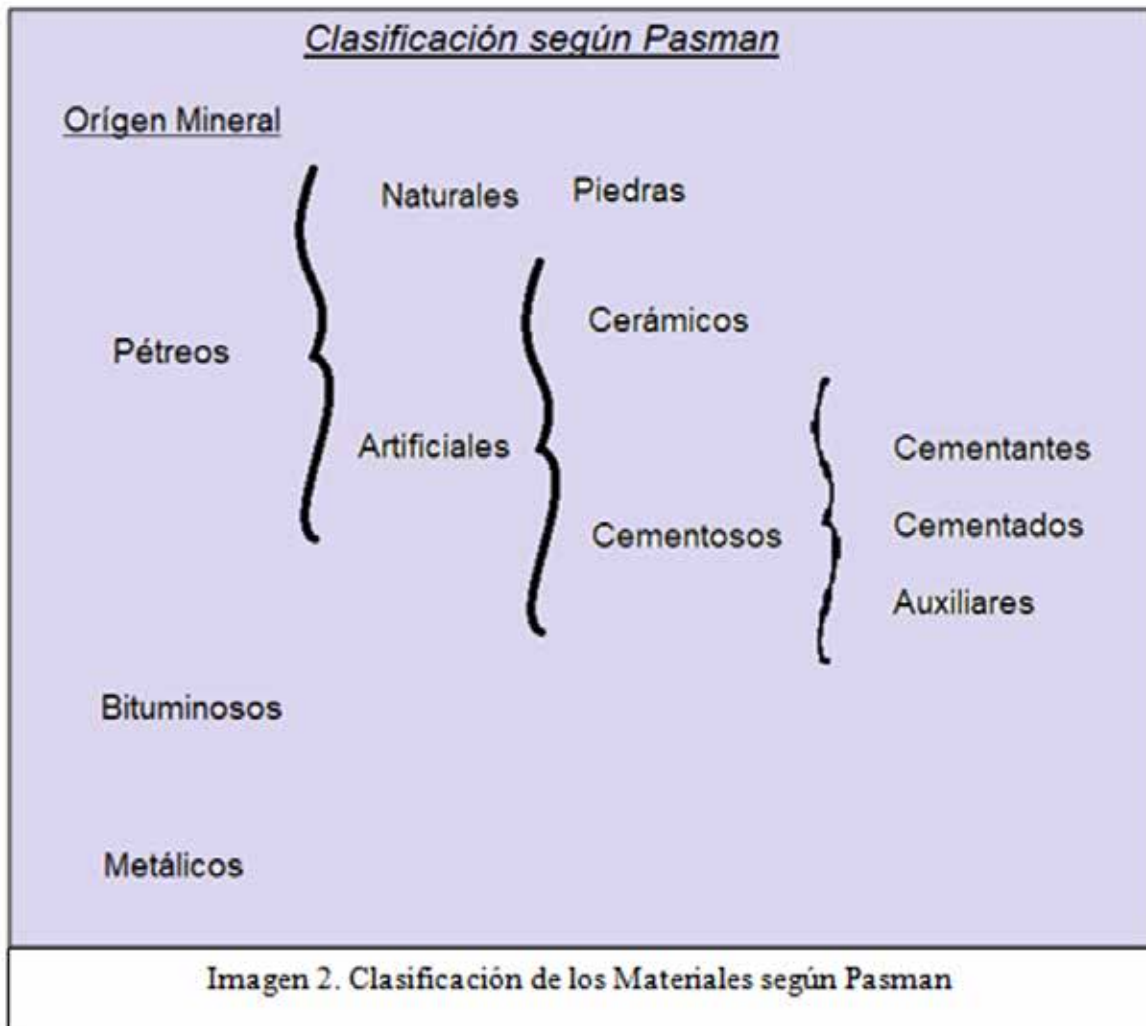 Clasificación según Pasman
Orígen Mineral
Naturales Piedras
Cerámicos
Pétreos
Artificiales
Cementantes
Cementosos
Cementados
Auxiliares
Bituminosos
Metálicos
Imagen 2. Clasificación de los Materiales según Pasman